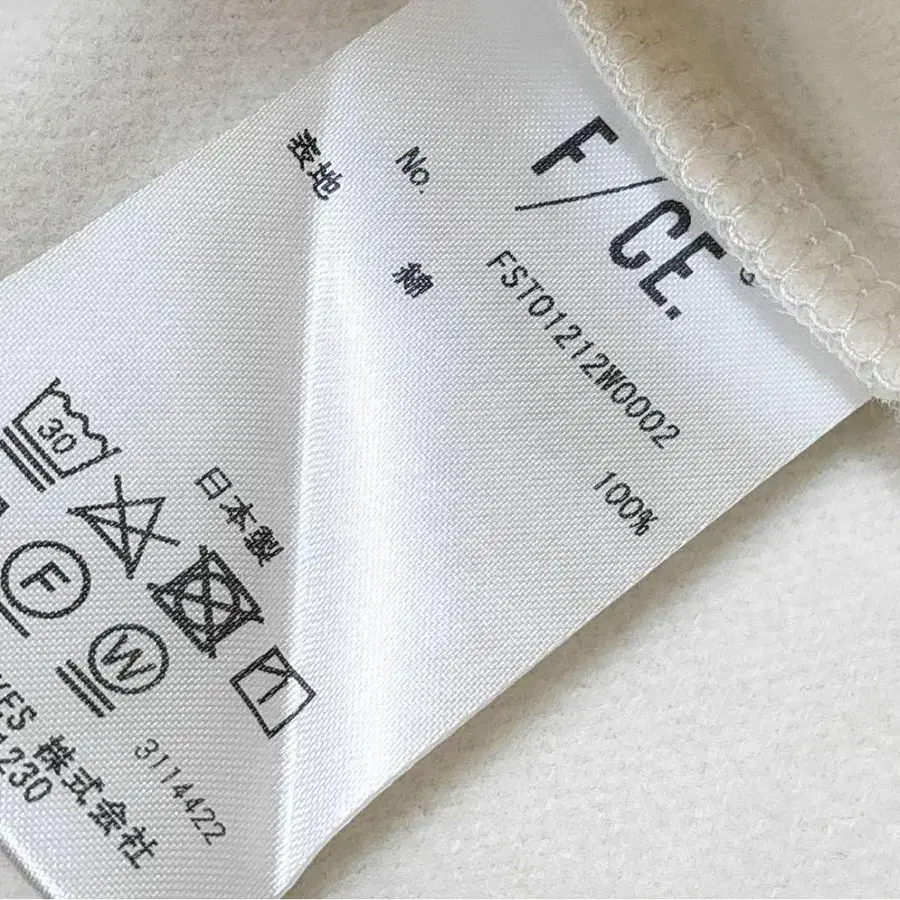 F/CE.®
No. FST01212W0002
表地 綿 100%
30
日本製
F
W
3114422
株式会社
230